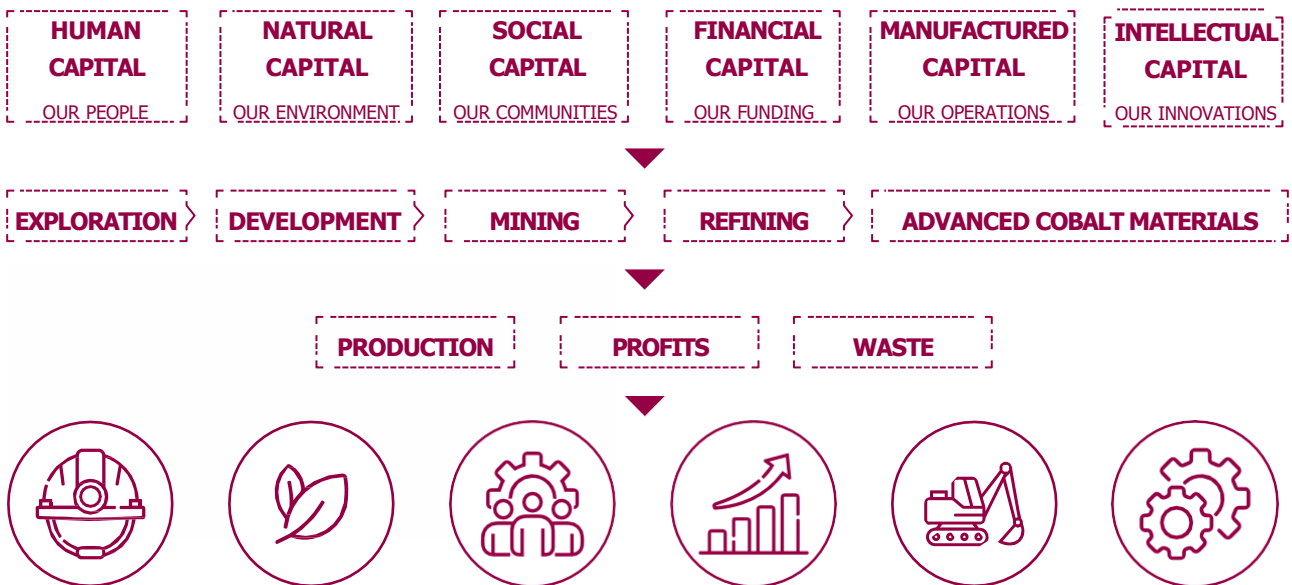 HUMAN
CAPITAL
OUR PEOPLE
NATURAL
CAPITAL
OUR ENVIRONMENT
SOCIAL
CAPITAL
OUR COMMUNITIES
FINANCIAL
CAPITAL
OUR FUNDING
MANUFACTURED
CAPITAL
OUR OPERATIONS
INTELLECTUAL
CAPITAL
OUR INNOVATIONS
EXPLORATION
DEVELOPMENT
MINING
REFINING
ADVANCED COBALT MATERIALS
PRODUCTION
PROFITS
WASTE